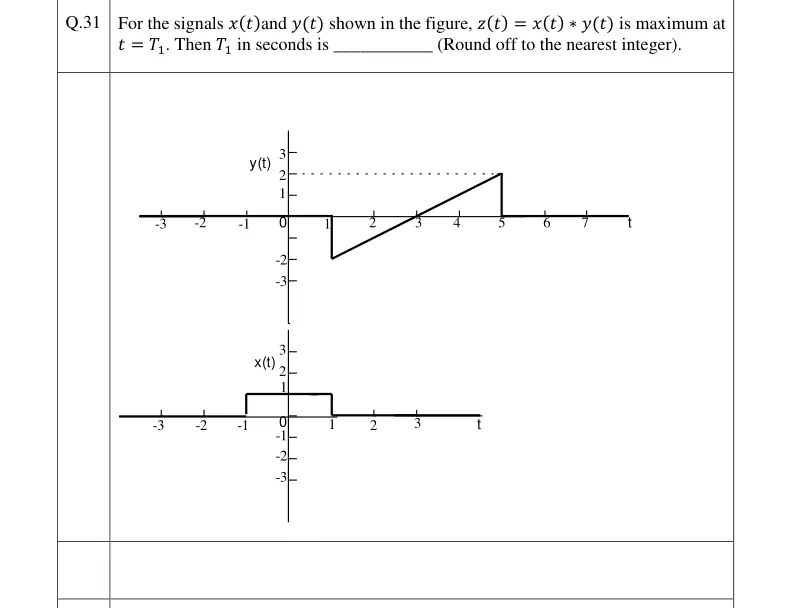 Q.31 For the signals x(t)and y(t) shown in the figure, z(t) = x(t) * y(t) is maximum at
t = T₁. Then T₁ in seconds is ____________ (Round off to the nearest integer).
3
y(t)
2
1
-3 -2 -1 0 1 2 3 4 5 6 7 t
-2
-3
3
x(t)
2
1
-3 -2 -1 0 1 2 3 t
-1
-2
-3